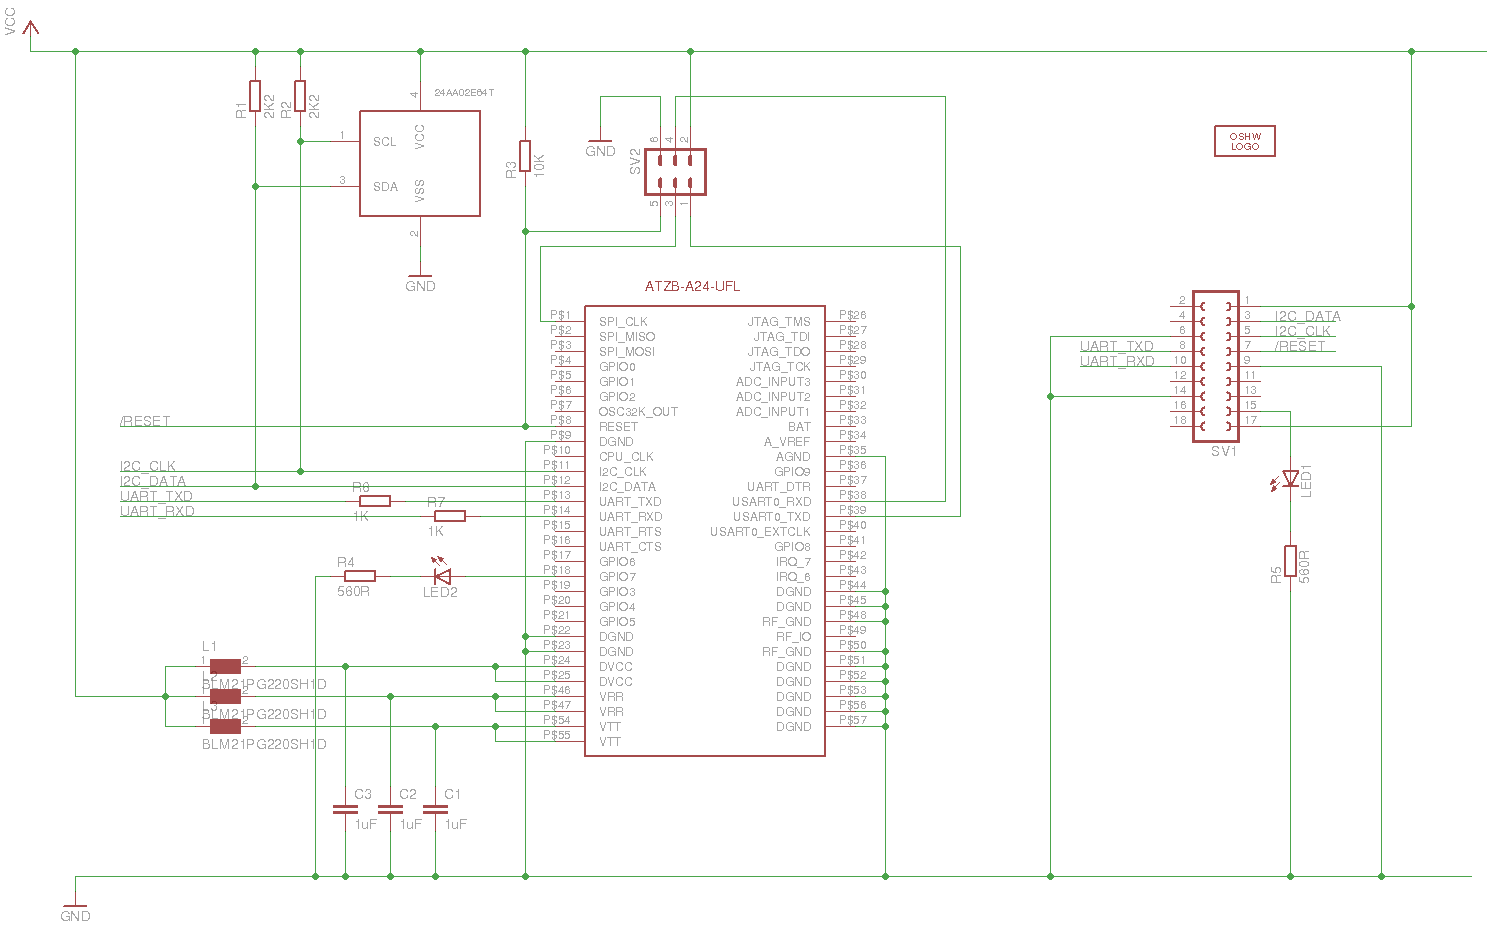 VCC
R1
2K2
R2
2K2
24AA02E64T
4
1
SCL
VCC
3
SDA
VSS
2
GND
R3
10K
GND
SV2
6
4
2
5
3
1
OSHW
LOGO
ATZB-A24-UFL
P$1 SPI_CLK JTAG_TMS P$26
P$2 SPI_MISO JTAG_TDI P$27
P$3 SPI_MOSI JTAG_TDO P$28
P$4 GPIO0 JTAG_TCK P$29
P$5 GPIO1 ADC_INPUT3 P$30
P$6 GPIO2 ADC_INPUT2 P$31
P$7 OSC32K_OUT ADC_INPUT1 P$32
P$8 RESET BAT P$33
P$9 DGND A_VREF P$34
P$10 CPU_CLK AGND P$35
P$11 I2C_CLK GPIO9 P$36
P$12 I2C_DATA UART_DTR P$37
P$13 UART_TXD USART0_RXD P$38
P$14 UART_RXD USART0_TXD P$39
P$15 UART_RTS USART0_EXTCLK P$40
P$16 UART_CTS GPIO8 P$41
P$17 GPIO6 IRQ_7 P$42
P$18 GPIO7 IRQ_6 P$43
P$19 GPIO3 DGND P$44
P$20 GPIO4 DGND P$45
P$21 GPIO5 RF_GND P$48
P$22 DGND RF_IO P$49
P$23 DGND RF_GND P$50
P$24 DVCC DGND P$51
P$25 DVCC DGND P$52
P$46 VRR DGND P$53
P$47 VRR DGND P$56
P$54 VTT DGND P$57
P$55 VTT
/RESET
I2C_CLK
I2C_DATA
UART_TXD
UART_RXD
R6
1K
R7
1K
R4
560R
LED2
L1
1 2
BLM21PG220SH1D
2
BLM21PG220SH1D
2
BLM21PG220SH1D
C3
1uF
C2
1uF
C1
1uF
GND
2 1
4 3 I2C_DATA
6 5 I2C_CLK
UART_TXD 8 7 /RESET
UART_RXD 10 9
12 11
14 13
16 15
18 17
SV1
LED1
R5
560R